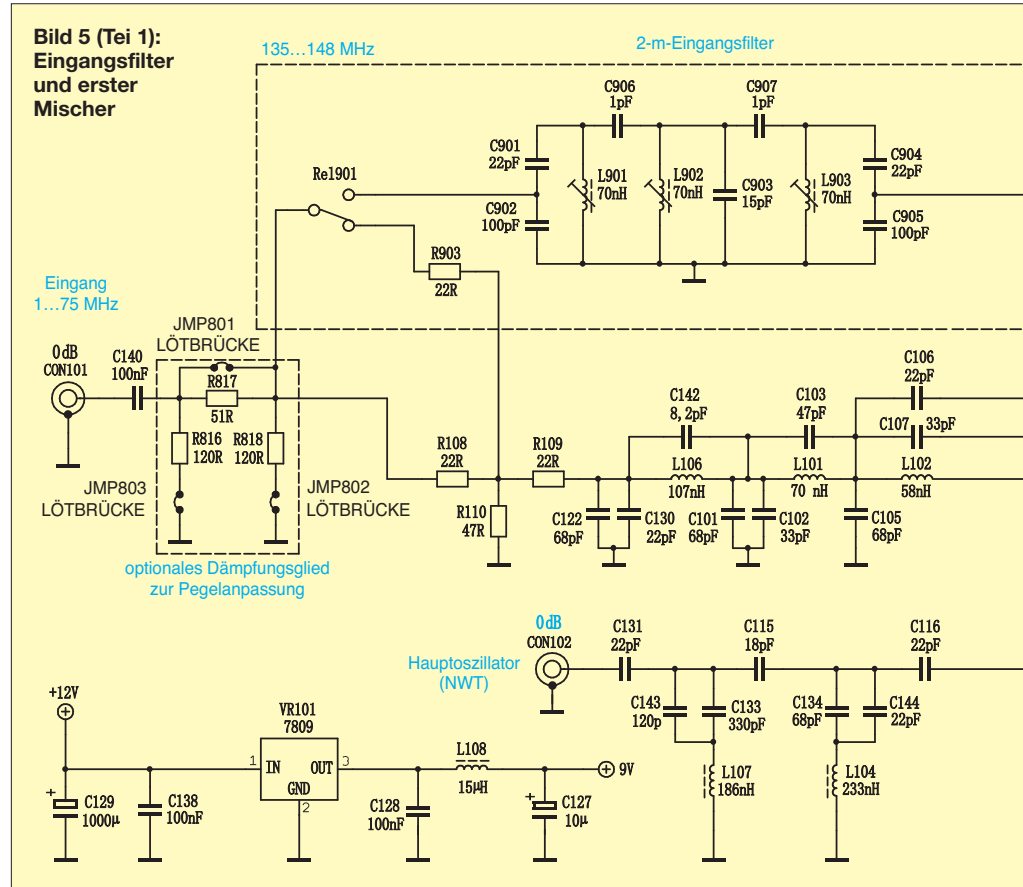 Bild 5 (Tei 1):
Eingangsfilter
und erster
Mischer
135...148 MHz
2-m-Eingangsfilter
C906
1pF
C907
1pF
C901
22pF
L901
70nH
L902
70nH
C903
15pF
L903
70nH
C904
22pF
Rel901
C902
100pF
C905
100pF
R903
22R
Eingang
1...75 MHz
JMP801
LÖTBRÜCKE
0dB
CON101
C140
100nF
R817
51R
R816
120R
R818
120R
JMP803
LÖTBRÜCKE
JMP802
LÖTBRÜCKE
optionales Dämpfungsglied
zur Pegelanpassung
R108
22R
R109
22R
R110
47R
C142
8,2pF
C103
47pF
C106
22pF
C107
33pF
L106
107nH
L101
70 nH
L102
58nH
C122
68pF
C130
22pF
C101
68pF
C102
33pF
C105
68pF
0dB
CON102
Hauptoszillator
(NWT)
C131
22pF
C115
18pF
C116
22pF
C143
120p
C133
330pF
C134
68pF
C144
22pF
L107
186nH
L104
233nH
+12V
VR101
7809
1
IN
OUT
3
GND
2
L108
15µH
9V
+
C129
1000µ
C138
100nF
C128
100nF
+
C127
10µ